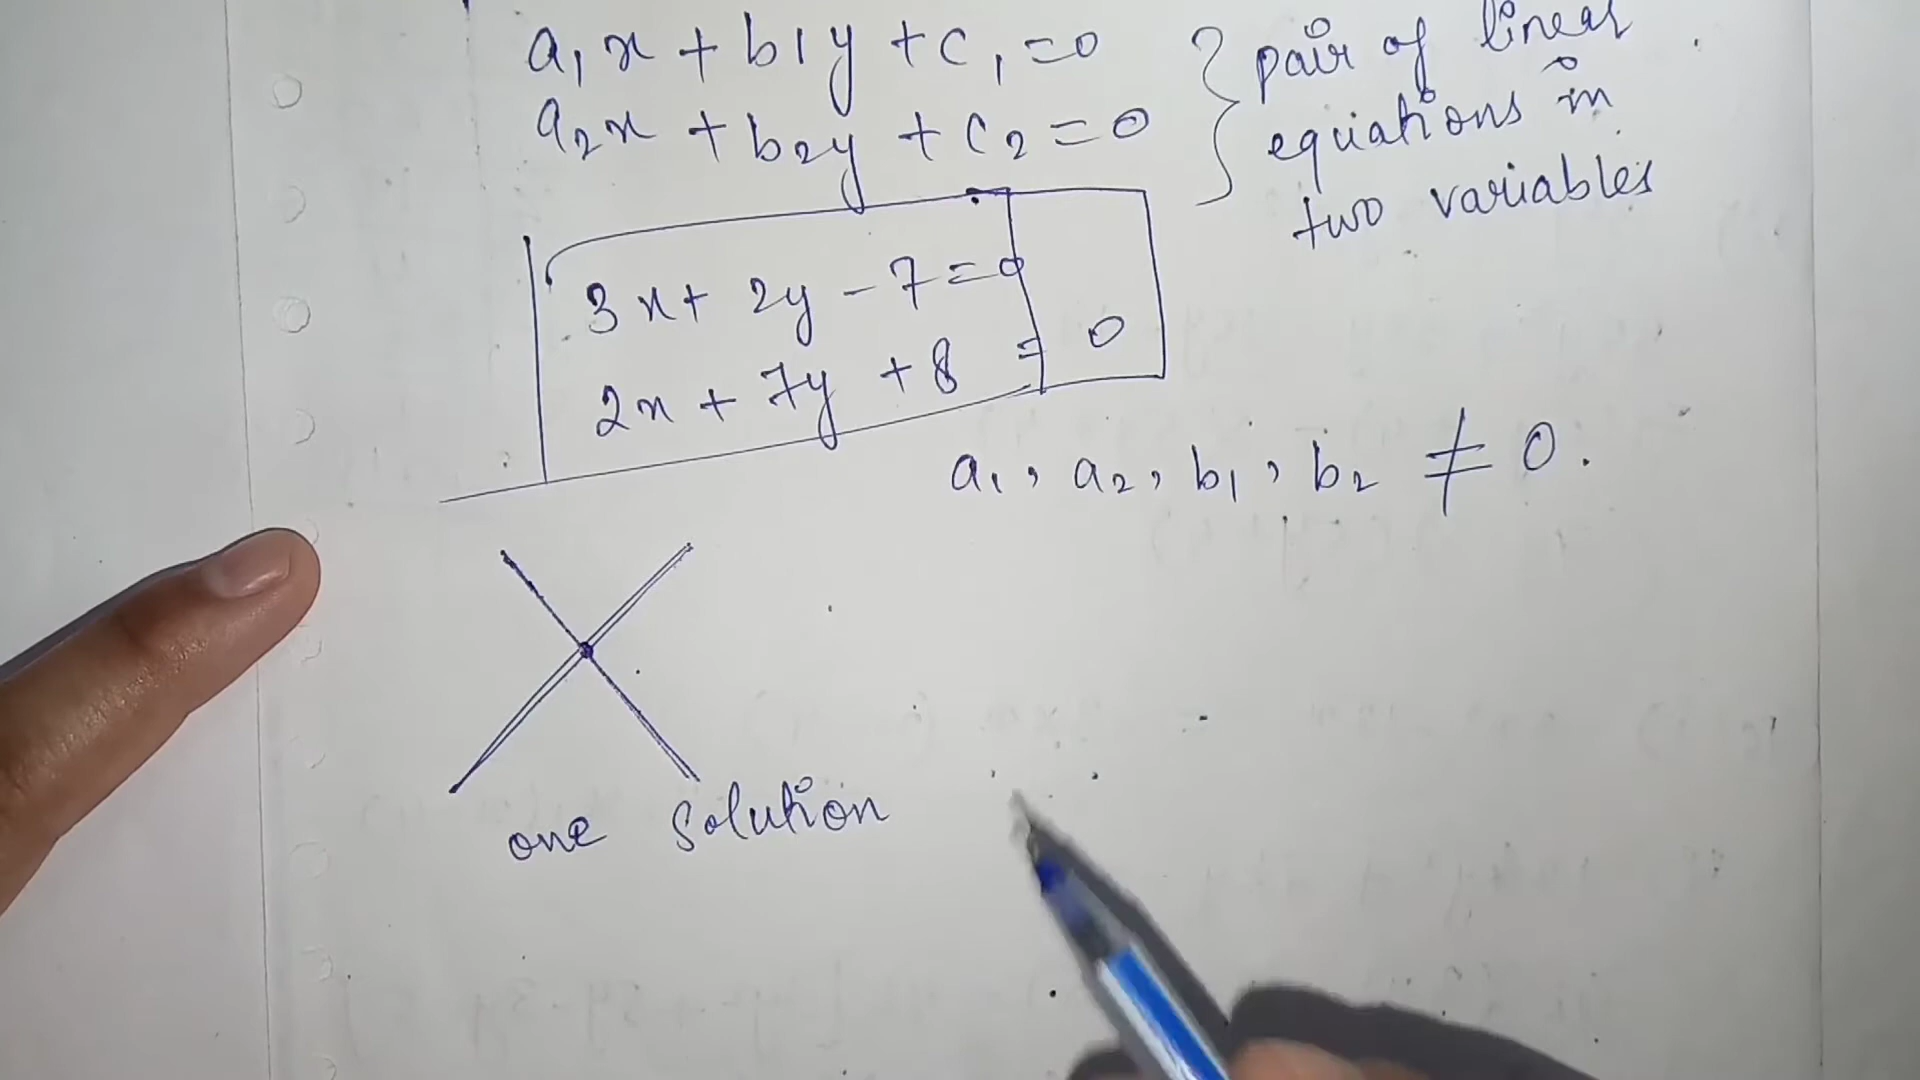 a₁x + b1y + c₁ = 0
a₂x + b₂y + c₂ = 0
} pair of linear
equations in
two variables
3x + 2y - 7 = 0
2x + 7y + 8 = 0
a₁, a₂, b₁, b₂ ≠ 0.
one solution